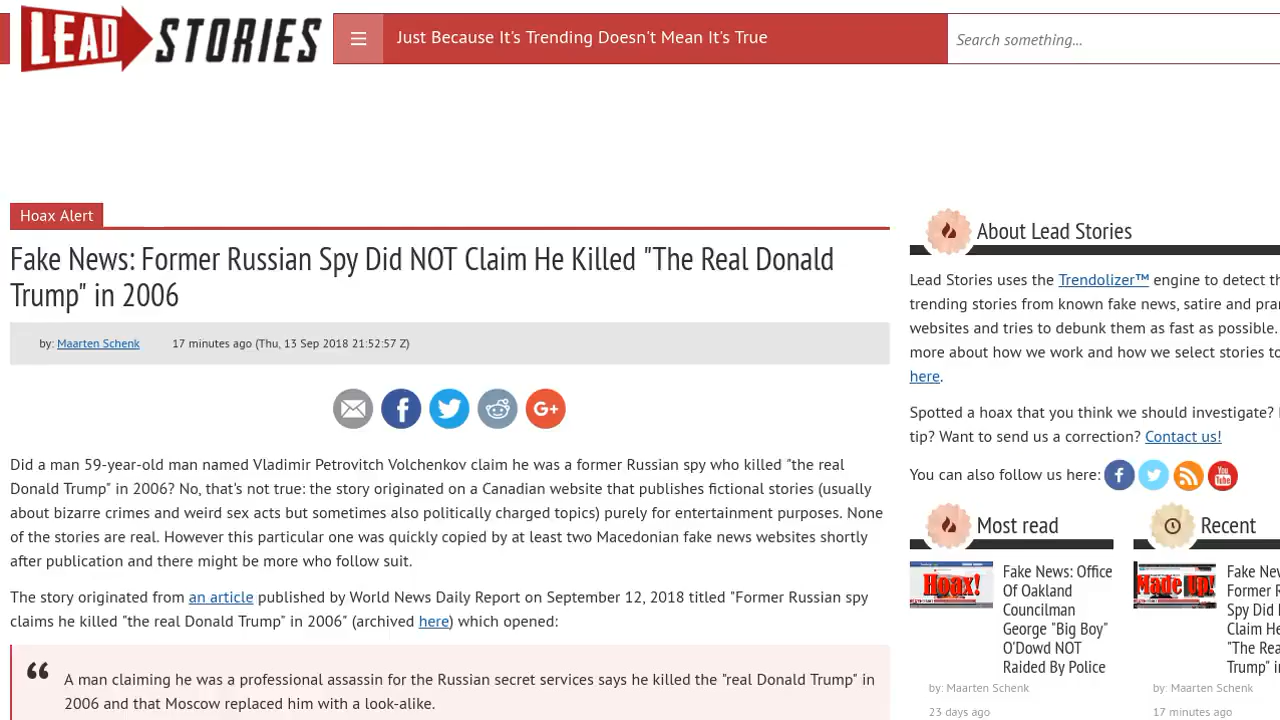 LEAD STORIES
Just Because It's Trending Doesn't Mean It's True
Search something...
Hoax Alert
Fake News: Former Russian Spy Did NOT Claim He Killed "The Real Donald
Trump" in 2006
by: Maarten Schenk 17 minutes ago (Thu, 13 Sep 2018 21:52:57 Z)
G+
Did a man 59-year-old man named Vladimir Petrovitch Volchenkov claim he was a former Russian spy who killed "the real
Donald Trump" in 2006? No, that's not true: the story originated on a Canadian website that publishes fictional stories (usually
about bizarre crimes and weird sex acts but sometimes also politically charged topics) purely for entertainment purposes. None
of the stories are real. However this particular one was quickly copied by at least two Macedonian fake news websites shortly
after publication and there might be more who follow suit.
The story originated from an article published by World News Daily Report on September 12, 2018 titled "Former Russian spy
claims he killed "the real Donald Trump" in 2006" (archived here) which opened:
A man claiming he was a professional assassin for the Russian secret services says he killed the "real Donald Trump" in
2006 and that Moscow replaced him with a look-alike.
About Lead Stories
Lead Stories uses the Trendolizer™ engine to detect
trending stories from known fake news, satire and
websites and tries to debunk them as fast as possible.
more about how we work and how we select stories
here.
Spotted a hoax that you think we should investigate?
tip? Want to send us a correction? Contact us!
You can also follow us here:
You Tube
Most read
Hoax!
Fake News: Office
Of Oakland
Councilman
George "Big Boy"
O'Dowd NOT
Raided By Police
by: Maarten Schenk
23 days ago
Recent
Made Up!
Fake
Former
Spy Did
Claim
"The
Trump"
by: Maarten Schenk
17 minutes ago